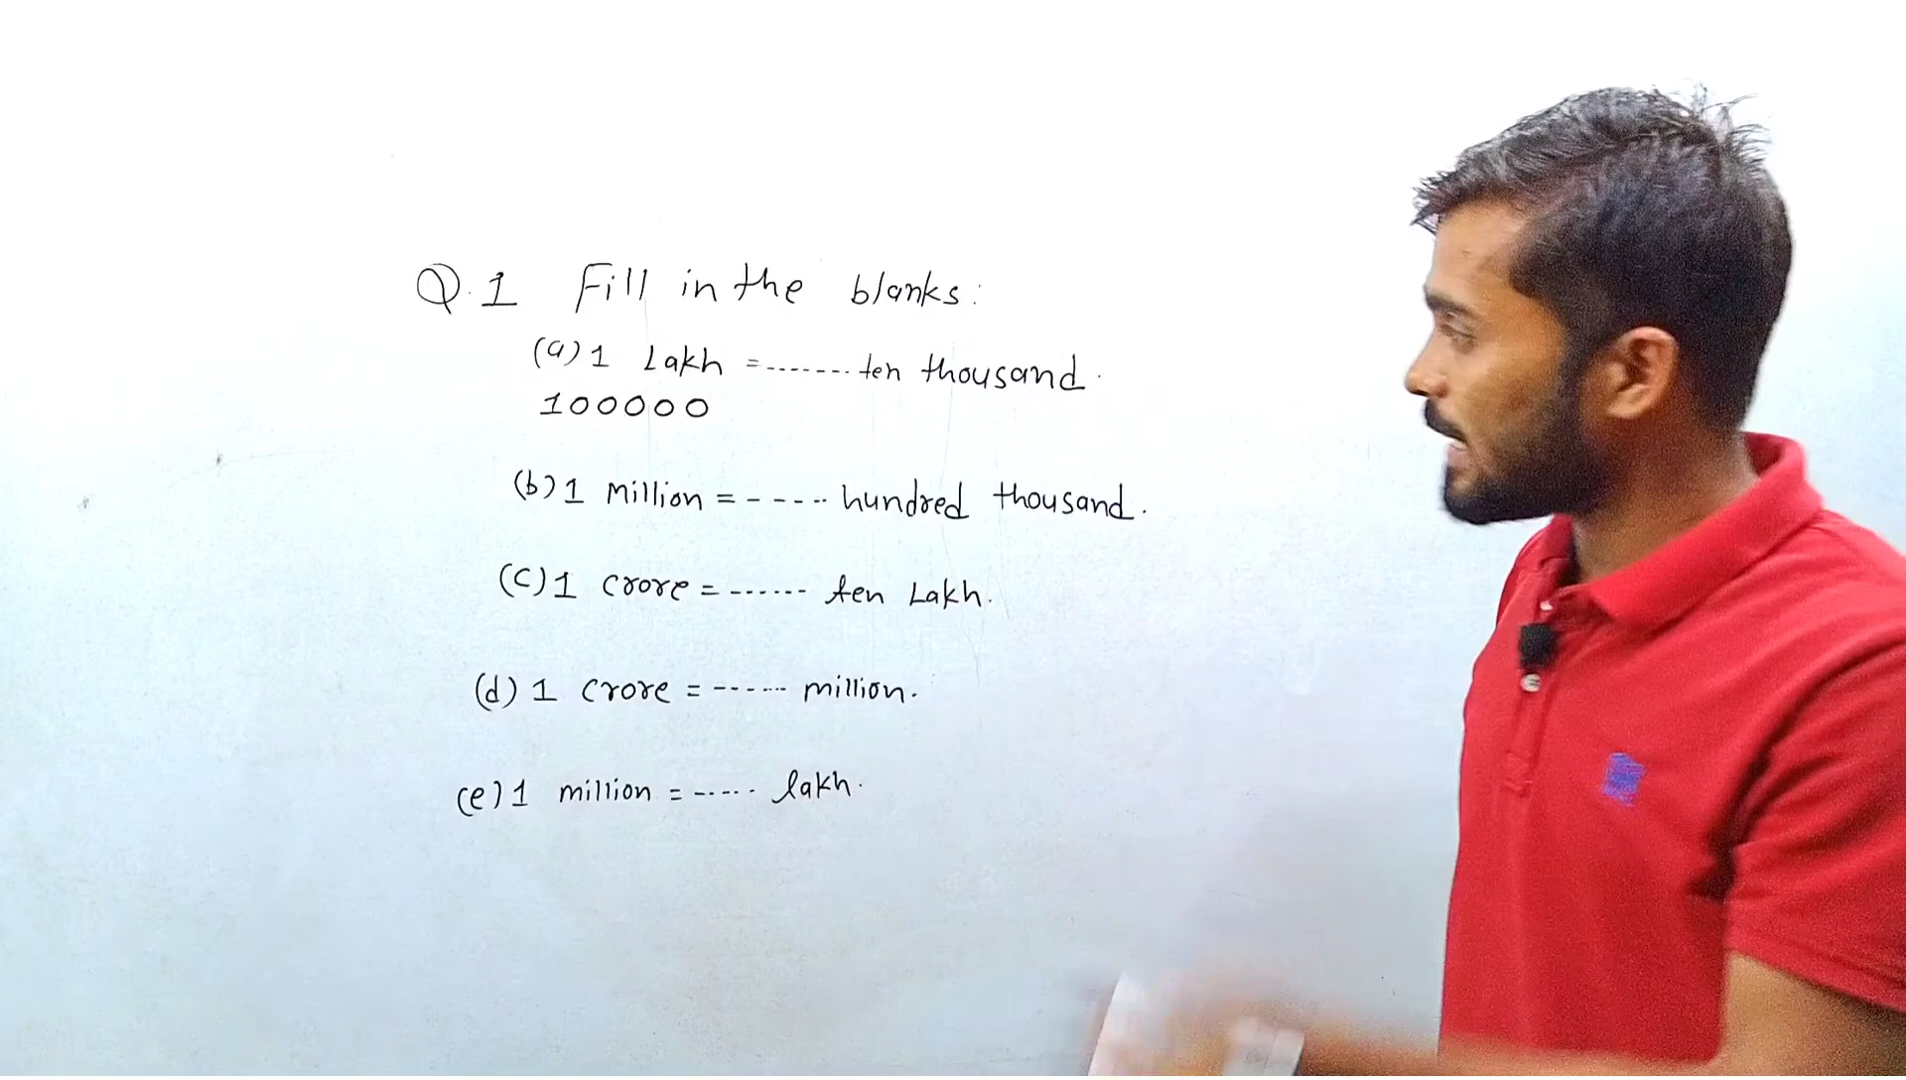 Q.1 Fill in the blanks:
(a) 1 Lakh = ....... ten thousand.
100000
(b) 1 Million = ----.. hundred thousand.
(c) 1 crore = ...... ten Lakh.
(d) 1 crore = ------ million.
(e) 1 million = ..... lakh.